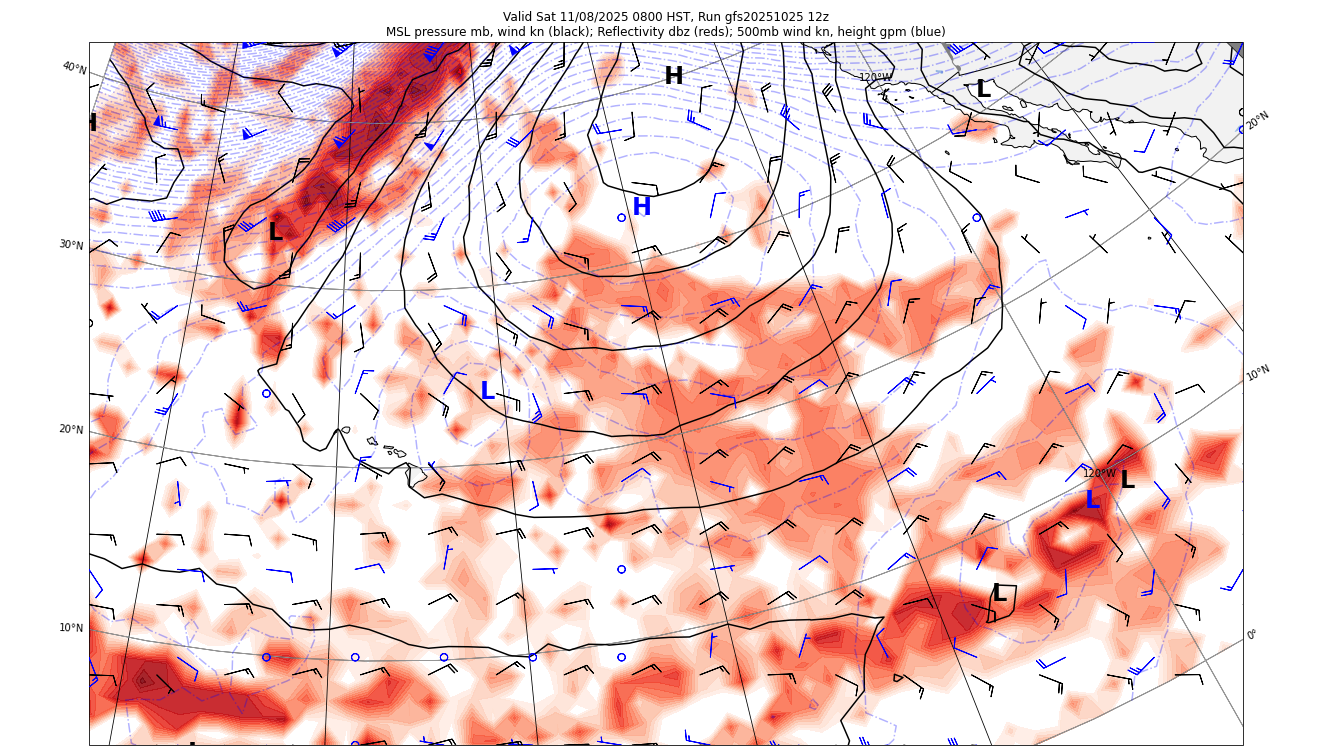 Valid Sat 11/08/2025 0800 HST, Run gfs20251025 12z
MSL pressure mb, wind kn (black); Reflectivity dbz (reds); 500mb wind kn, height gpm (blue)
40°N
H
120°W
L
H
20°N
H
L
30°N
L
10°N
20°N
120°W
L
L
L
10°N
0°
L